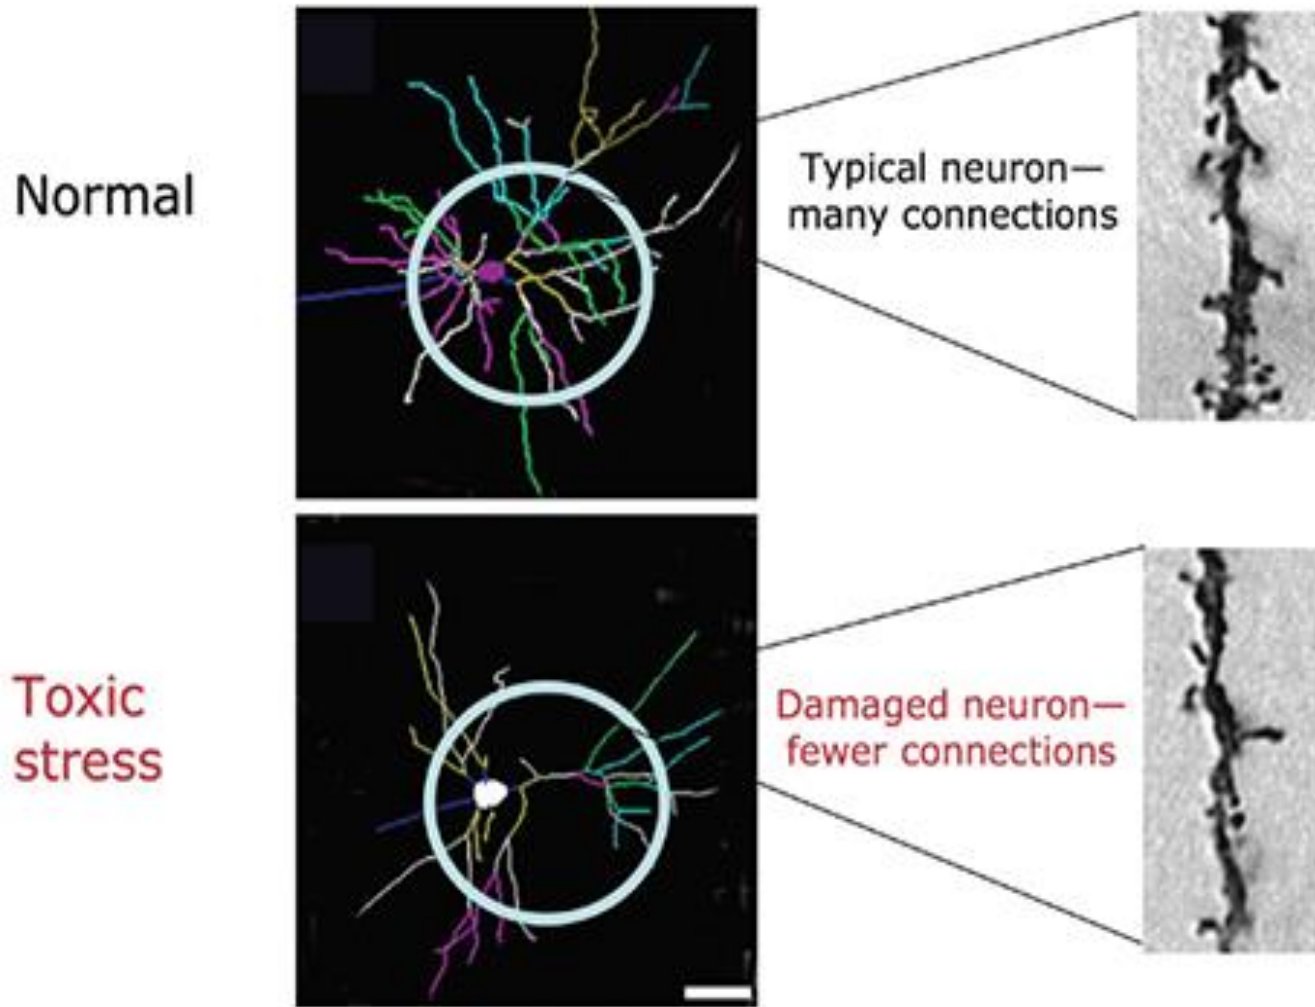 Normal
Typical neuron—
many connections
Toxic
stress
Damaged neuron—
fewer connections